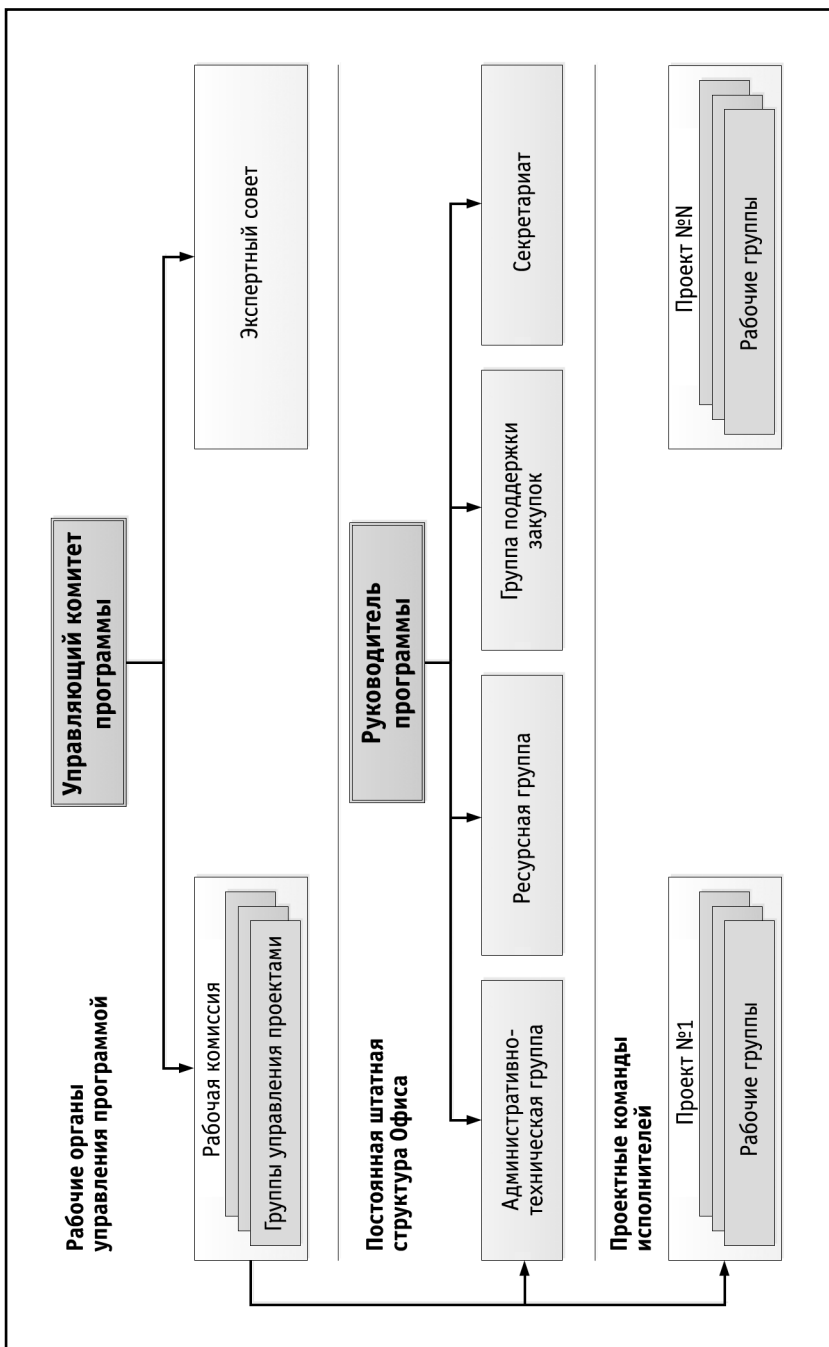 Рабочие органы
управления программой
Управляющий комитет
программы
Рабочая комиссия
Группы управления проектами
Экспертный совет
Постоянная штатная
структура Офиса
Руководитель
программы
Административно-
техническая группа
Ресурсная группа
Группа поддержки
закупок
Секретариат
Проектные команды
исполнителей
Проект №1
Рабочие группы
Проект №N
Рабочие группы